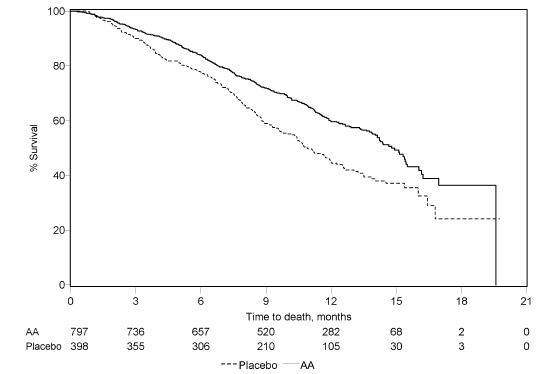 100
80
60
40
20
0
% Survival
0 3 6 9 12 15 18 21
Time to death, months
AA 797 736 657 520 282 68 2 0
Placebo 398 355 306 210 105 30 3 0
Placebo AA